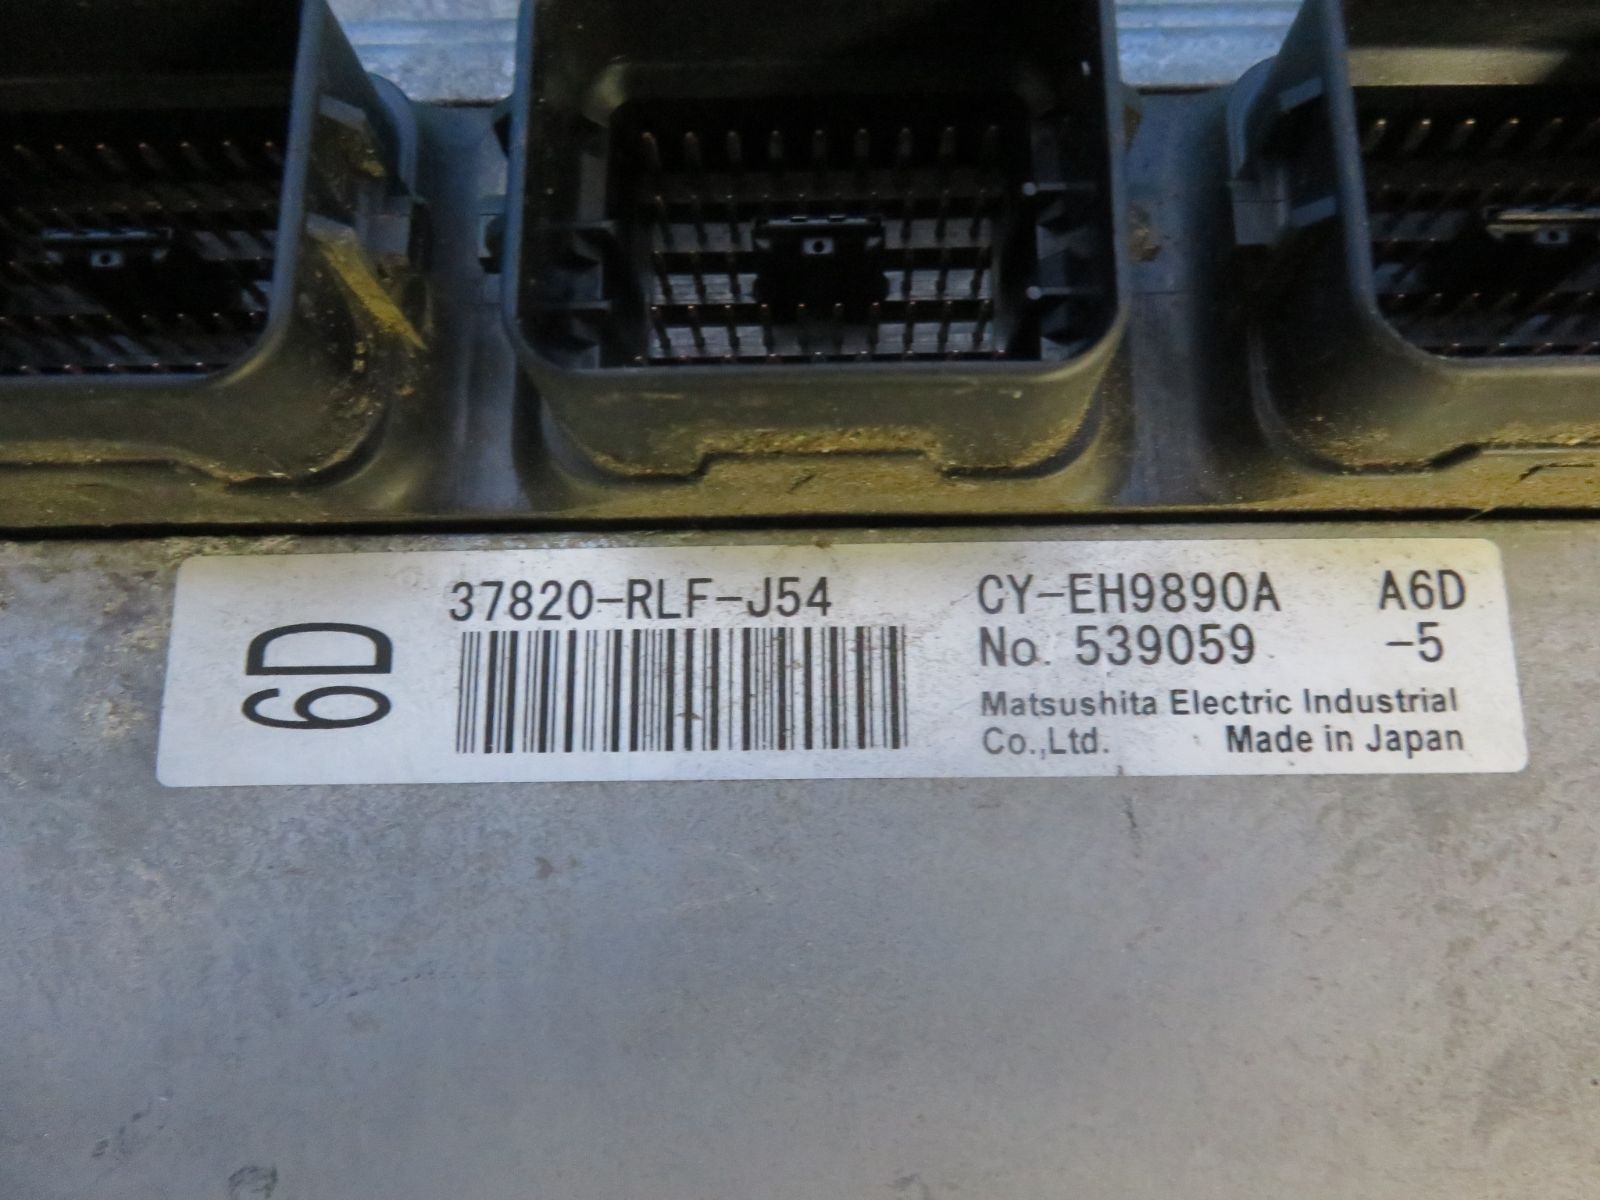 6D
37820-RLF-J54
CY-EH9890A A6D
No. 539059 -5
Matsushita Electric Industrial
Co.,Ltd. Made in Japan